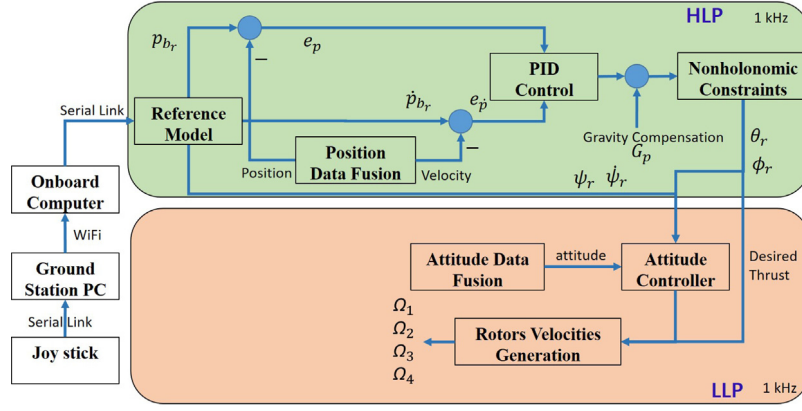 HLP
1 kHz
p_{b_r}
e_p
−
PID
Control
Nonholonomic
Constraints
Serial Link
Reference
Model
ṗ_{b_r}
e_ṗ
−
Gravity Compensation
G_p
θ_r
ϕ_r
Position
Position
Data Fusion
Velocity
ψ_r ψ̇_r
Onboard
Computer
WiFi
Ground
Station PC
Serial Link
Joy stick
Attitude Data
Fusion
attitude
Attitude
Controller
Desired
Thrust
Ω_1
Ω_2
Ω_3
Ω_4
Rotors Velocities
Generation
LLP
1 kHz